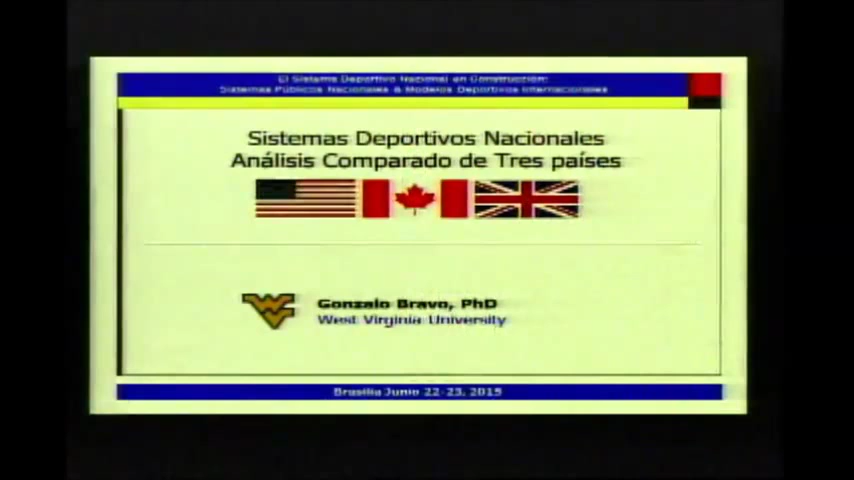 El Sistema Deportivo Nacional en Construcción:
Sistemas Públicos Nacionales & Modelos Deportivos Internacionales
Sistemas Deportivos Nacionales
Análisis Comparado de Tres países
Gonzalo Bravo, PhD
West Virginia University
Brasilia Junio 22-23, 2015